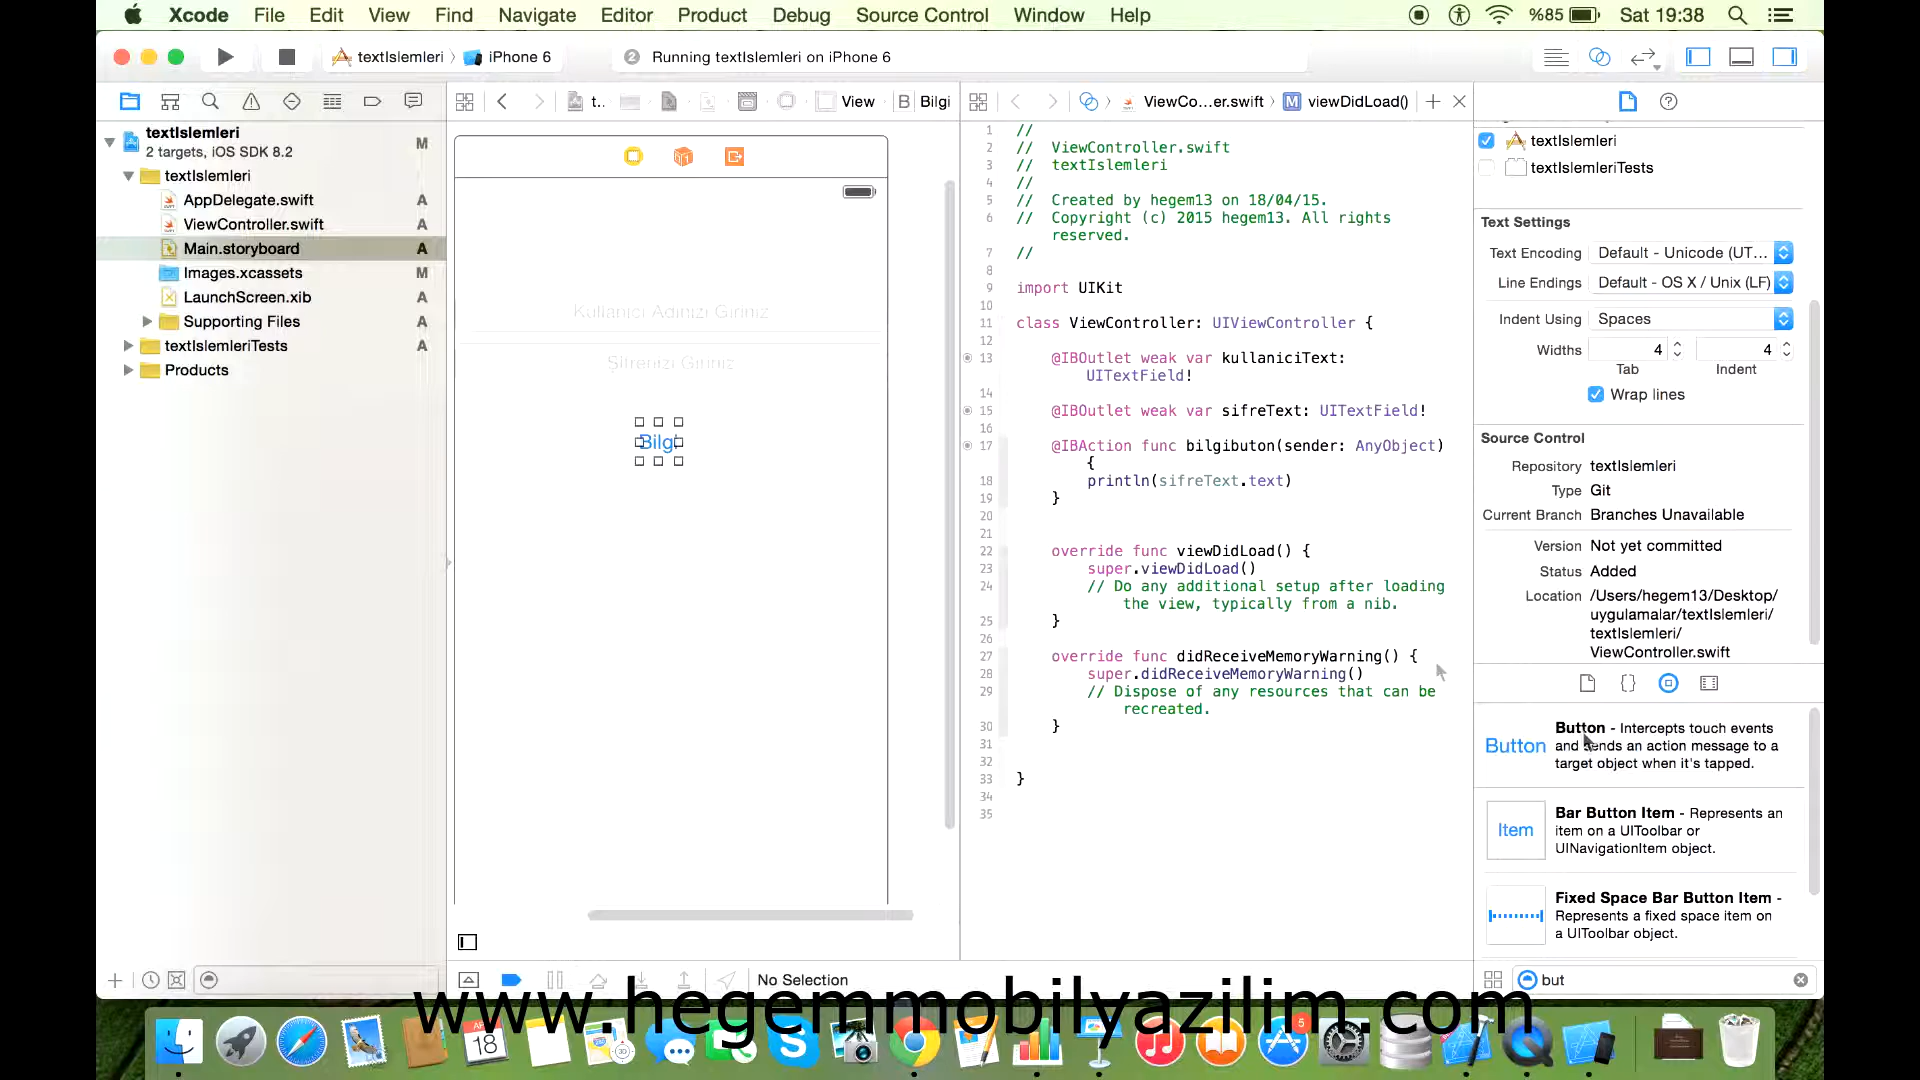 Xcode File Edit View Find Navigate Editor Product Debug Source Control Window Help %85 Sat 19:38
textIslemleri iPhone 6 2 Running textIslemleri on iPhone 6
t.. View B Bilgi ViewCo...er.swift M viewDidLoad()
textIslemleri M
2 targets, iOS SDK 8.2
textIslemleri
AppDelegate.swift A
ViewController.swift A
Main.storyboard A
Images.xcassets M
LaunchScreen.xib A
Supporting Files A
textIslemleriTests A
Products
Kullanıcı Adınızı Giriniz
Şifrenizi Giriniz
Bilgi
1 //
2 // ViewController.swift
3 // textIslemleri
4 //
5 // Created by hegem13 on 18/04/15.
6 // Copyright (c) 2015 hegem13. All rights
reserved.
7 //
8
9 import UIKit
10
11 class ViewController: UIViewController {
12
13 @IBOutlet weak var kullaniciText:
UITextField!
14
15 @IBOutlet weak var sifreText: UITextField!
16
17 @IBAction func bilgibuton(sender: AnyObject)
{
18 println(sifreText.text)
19 }
20
21
22 override func viewDidLoad() {
23 super.viewDidLoad()
24 // Do any additional setup after loading
the view, typically from a nib.
25 }
26
27 override func didReceiveMemoryWarning() {
28 super.didReceiveMemoryWarning()
29 // Dispose of any resources that can be
recreated.
30 }
31
32
33 }
34
35
textIslemleri
textIslemleriTests
Text Settings
Text Encoding Default - Unicode (UT...
Line Endings Default - OS X / Unix (LF)
Indent Using Spaces
Widths 4 4
Tab Indent
Wrap lines
Source Control
Repository textIslemleri
Type Git
Current Branch Branches Unavailable
Version Not yet committed
Status Added
Location /Users/hegem13/Desktop/
uygulamalar/textIslemleri/
textIslemleri/
ViewController.swift
Button
Button - Intercepts touch events
and sends an action message to a
target object when it's tapped.
Item
Bar Button Item - Represents an
item on a UIToolbar or
UINavigationItem object.
Fixed Space Bar Button Item -
Represents a fixed space item on
a UIToolbar object.
No Selection
but
www.hegemmobilyazilim.com
18
5